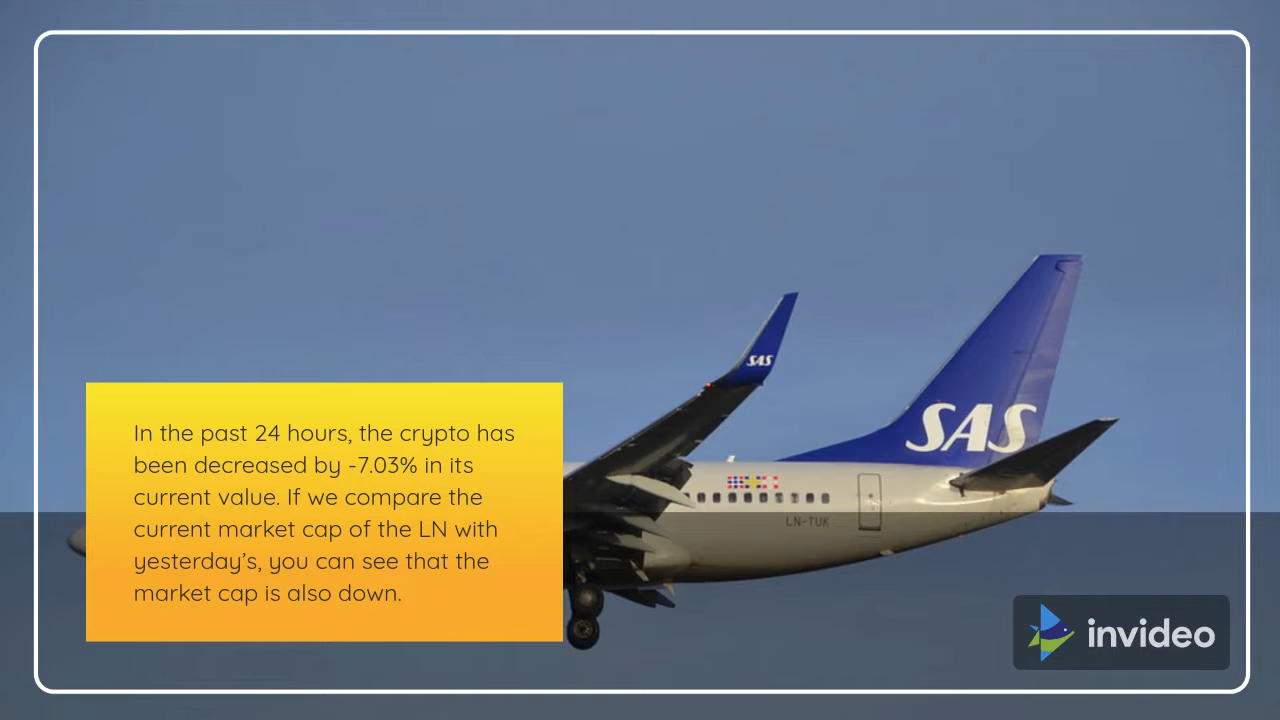 SAS
SAS
LN-TUK
In the past 24 hours, the crypto has
been decreased by -7.03% in its
current value. If we compare the
current market cap of the LN with
yesterday’s, you can see that the
market cap is also down.
invideo